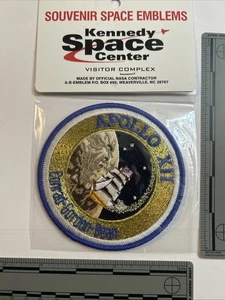 SOUVENIR SPACE EMBLEMS
Kennedy
Space
Center
VISITOR COMPLEX
MADE BY OFFICIAL NASA CONTRACTOR
A-B EMBLEM P.O. BOX 695, WEAVERVILLE, NC 28787
APOLLO XII
Conrad·Gordon·Bean